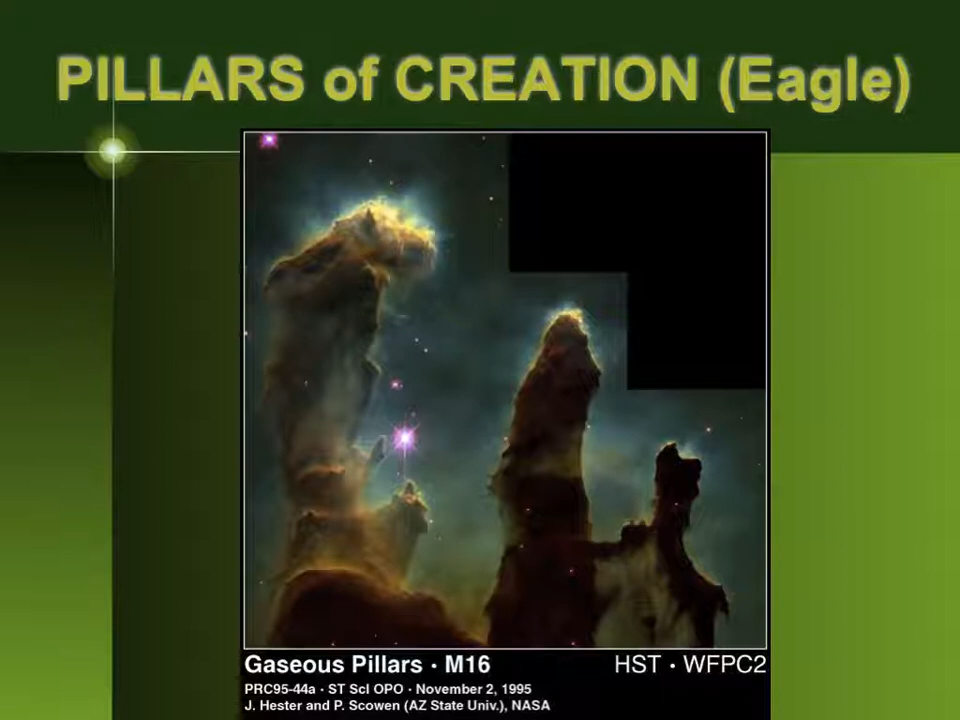 PILLARS of CREATION (Eagle)
Gaseous Pillars · M16 HST · WFPC2
PRC95-44a · ST ScI OPO · November 2, 1995
J. Hester and P. Scowen (AZ State Univ.), NASA